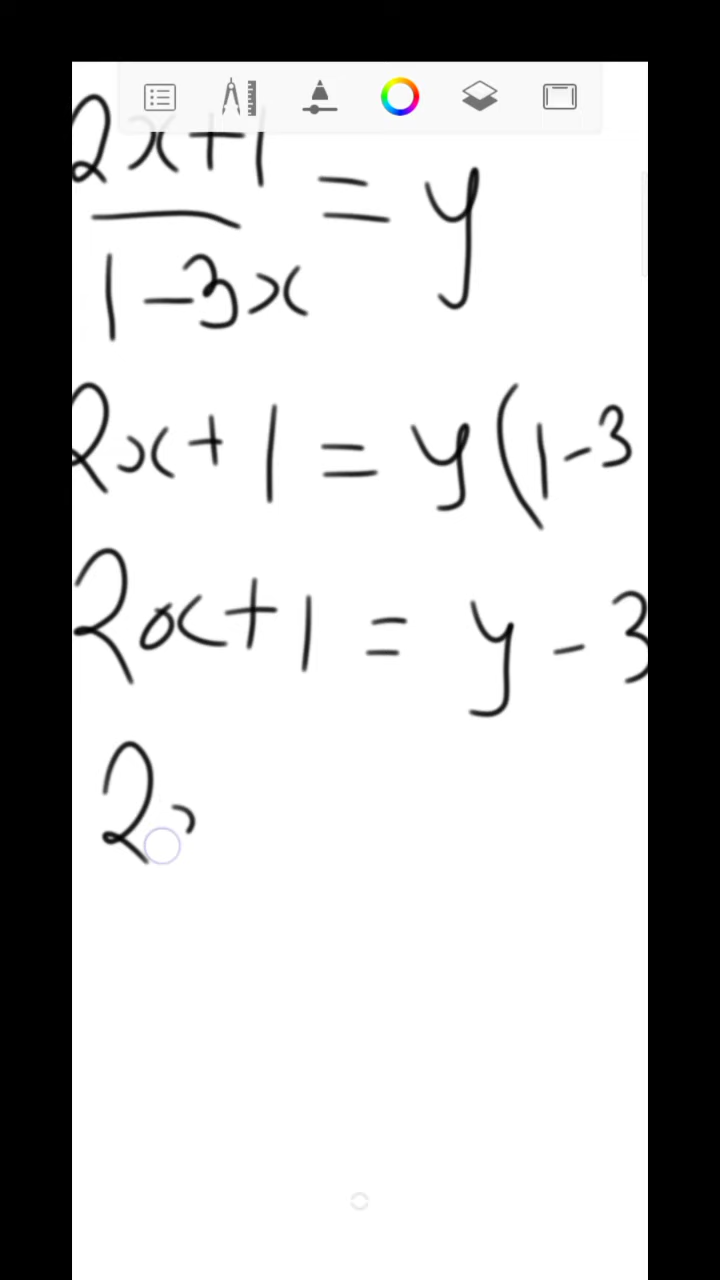 2x+1
= y
1-3x
2x+1 = y(1-3
2x+1 = y-3
2